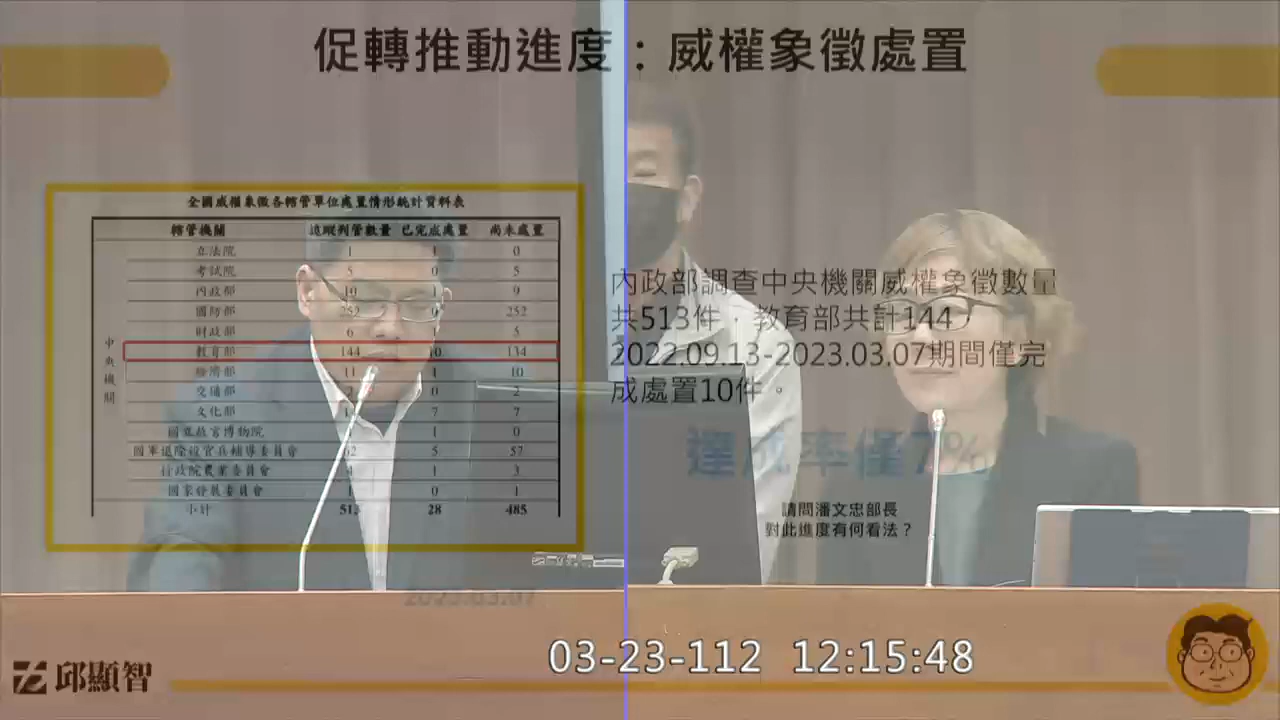 促轉推動進度：威權象徵處置
全國威權象徵各轄管單位處置情形統計資料表
轄管機關 追蹤列管數量 已完成處置 尚未處置
中央機關
立法院 1 1 0
考試院 5 0 5
內政部 10 9
國防部 252 0 252
財政部 6 5
教育部 144 10 134
經濟部 11 1 10
交通部 0 2
文化部 7 7
國立故宮博物院 1 0
國軍退除役官兵輔導委員會 5 57
行政院農業委員會 1 3
國家發展委員會 0 1
小計 513 28 485
內政部調查中央機關威權象徵數量
共513件，教育部共計144，
2022.09.13-2023.03.07期間僅完
成處置10件。
達成率僅7%
請問潘文忠部長
對此進度有何看法？
2023.03.07
03-23-112 12:15:48
邱顯智